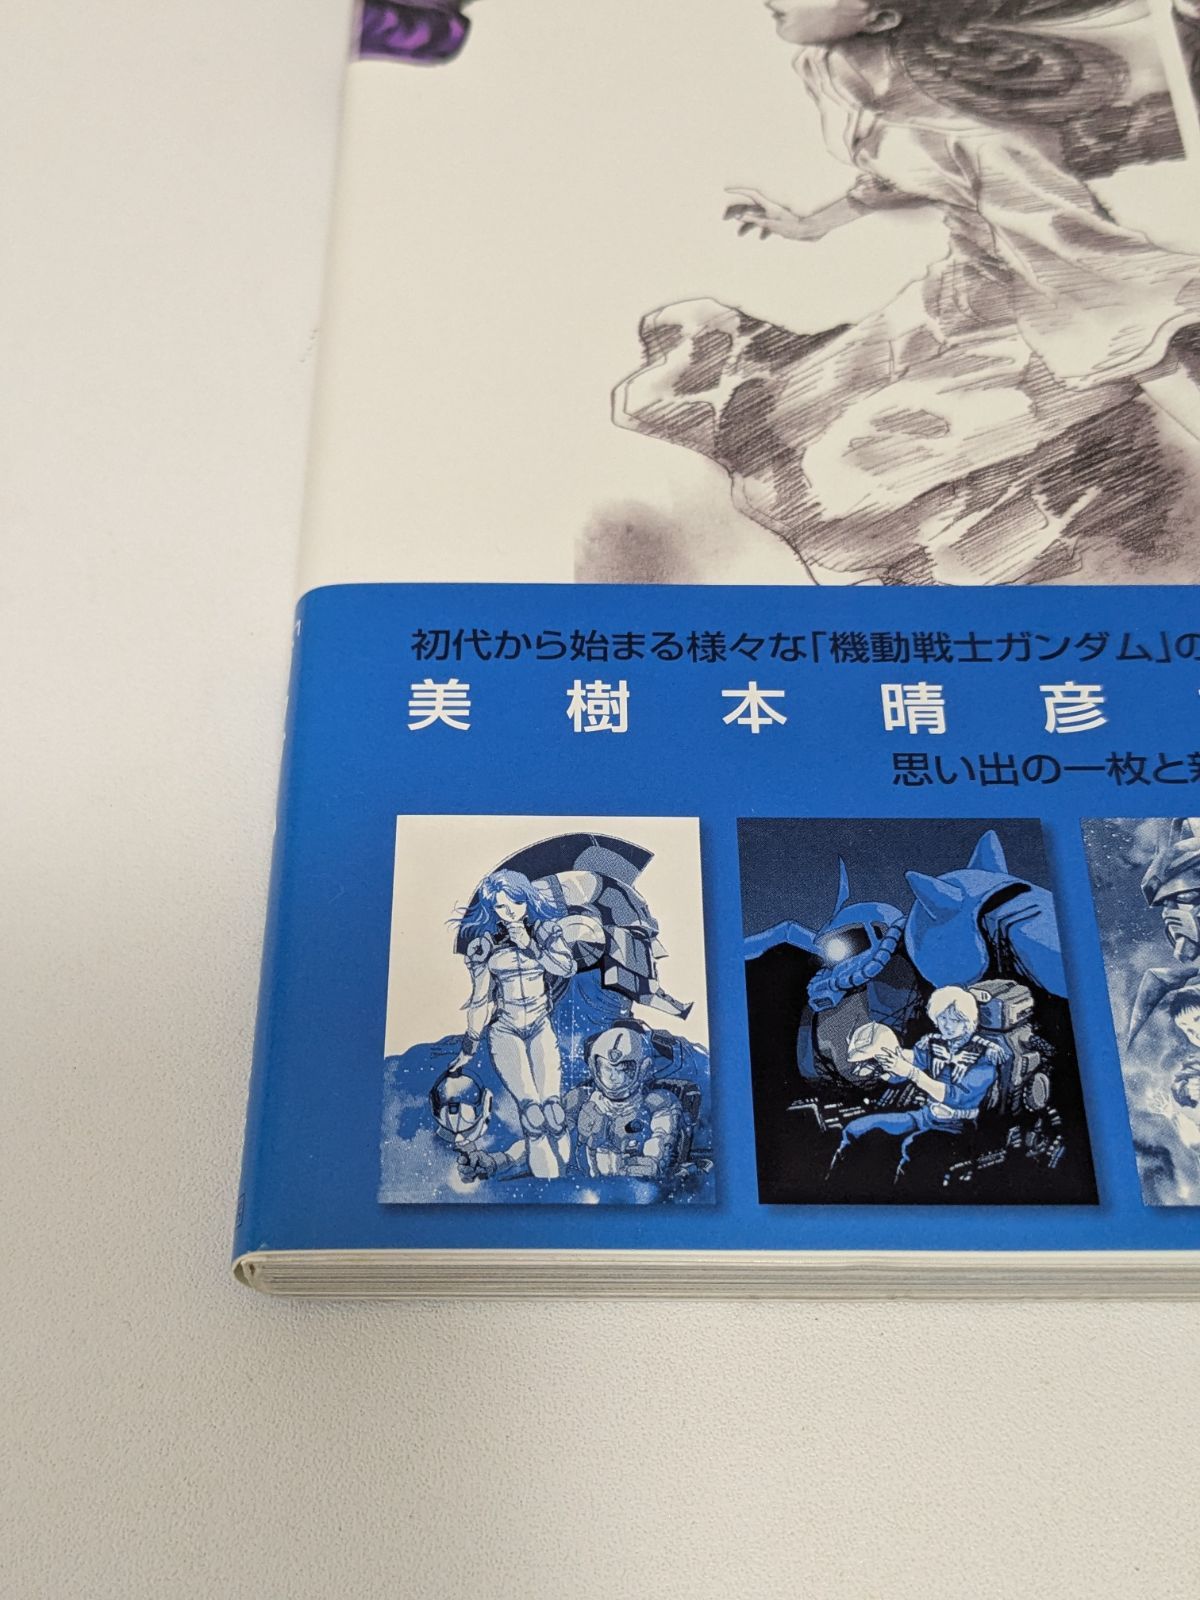 初代から始まる様々な「機動戦士ガンダム」の
美樹本晴彦
思い出の一枚と新